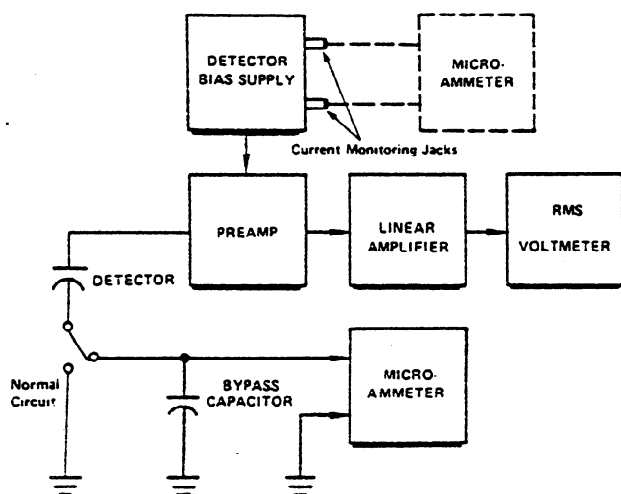 DETECTOR
BIAS SUPPLY
MICRO-
AMMETER
Current Monitoring Jacks
PREAMP
LINEAR
AMPLIFIER
RMS
VOLTMETER
DETECTOR
Normal
Circuit
BYPASS
CAPACITOR
MICRO-
AMMETER